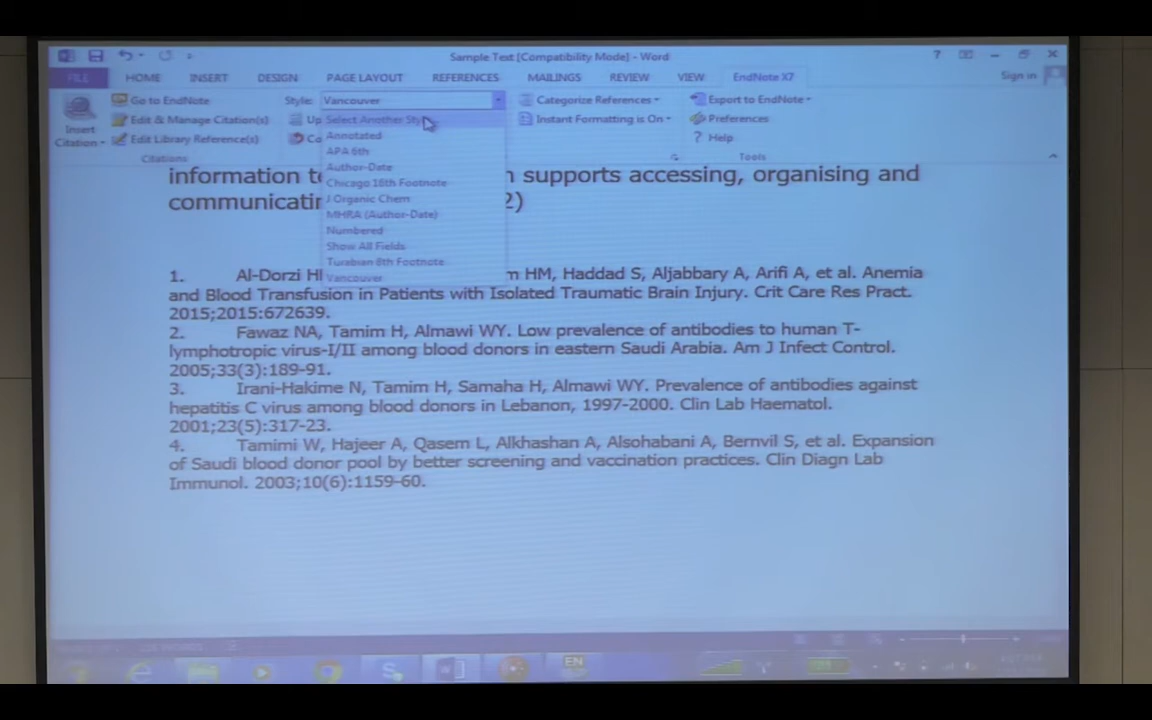 Sample Text [Compatibility Mode] - Word
?
Sign in
FILE HOME INSERT DESIGN PAGE LAYOUT REFERENCES MAILINGS REVIEW VIEW EndNote X7
Go to EndNote
Style: Vancouver
Categorize References
Export to EndNote
Insert Citation
Edit & Manage Citation(s)
Up
Select Another Sty
Instant Formatting is On
Preferences
Edit Library Reference(s)
Co
Annotated
? Help
Citations
APA 6th
Tools
Author-Date
Chicago 16th Footnote
J Organic Chem
MHRA (Author-Date)
Numbered
Show All Fields
Turabian 8th Footnote
Vancouver
information supports accessing, organising and
2)
1. Al-Dorzi m HM, Haddad S, Aljabbary A, Arifi A, et al. Anemia
and Blood Transfusion in Patients with Isolated Traumatic Brain Injury. Crit Care Res Pract.
2015;2015:672639.
2. Fawaz NA, Tamim H, Almawi WY. Low prevalence of antibodies to human T-
lymphotropic virus-I/II among blood donors in eastern Saudi Arabia. Am J Infect Control.
2005;33(3):189-91.
3. Irani-Hakime N, Tamim H, Samaha H, Almawi WY. Prevalence of antibodies against
hepatitis C virus among blood donors in Lebanon, 1997-2000. Clin Lab Haematol.
2001;23(5):317-23.
4. Tamimi W, Hajeer A, Qasem L, Alkhashan A, Alsohabani A, Bernvil S, et al. Expansion
of Saudi blood donor pool by better screening and vaccination practices. Clin Diagn Lab
Immunol. 2003;10(6):1159-60.
EN